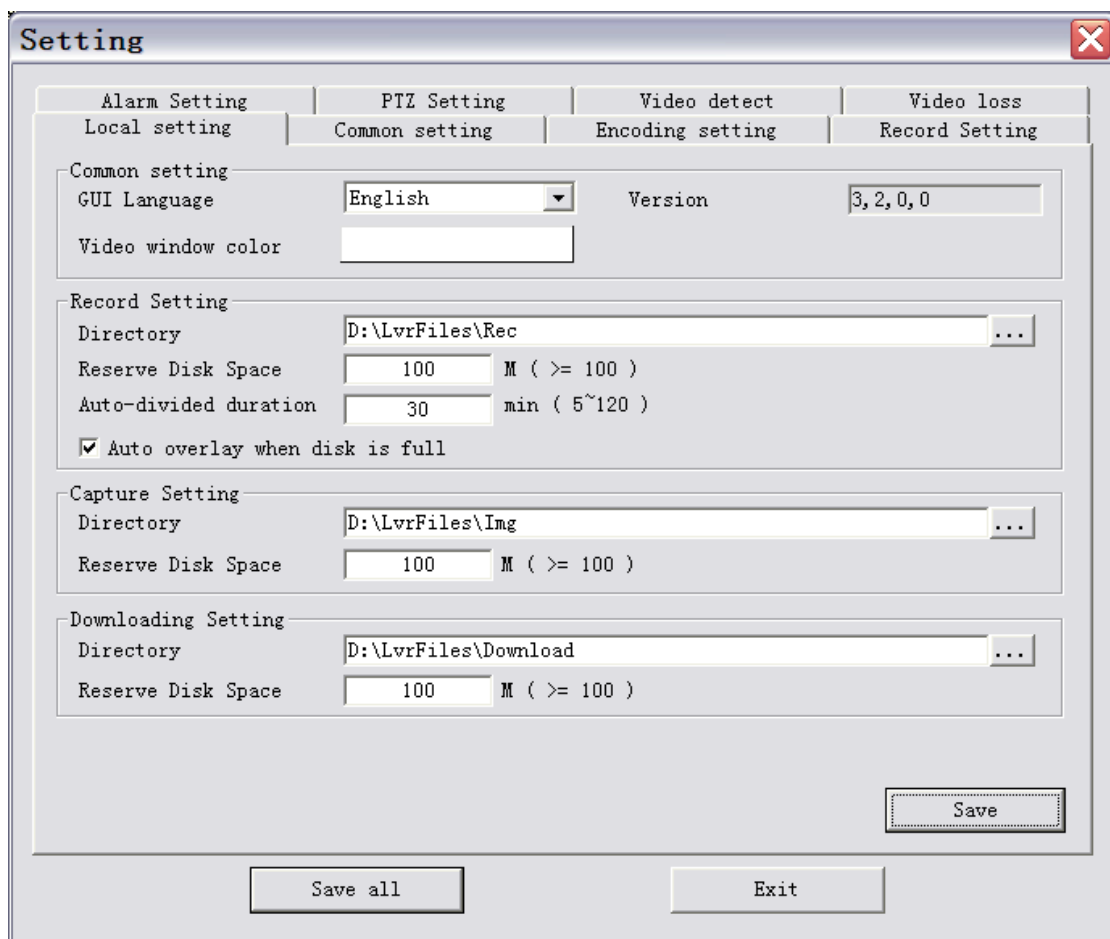 Setting
Alarm Setting PTZ Setting Video detect Video loss
Local setting Common setting Encoding setting Record Setting
Common setting
GUI Language English Version 3,2,0,0
Video window color
Record Setting
Directory D:\LvrFiles\Rec ...
Reserve Disk Space 100 M ( >= 100 )
Auto-divided duration 30 min ( 5~120 )
Auto overlay when disk is full
Capture Setting
Directory D:\LvrFiles\Img ...
Reserve Disk Space 100 M ( >= 100 )
Downloading Setting
Directory D:\LvrFiles\Download ...
Reserve Disk Space 100 M ( >= 100 )
Save
Save all Exit